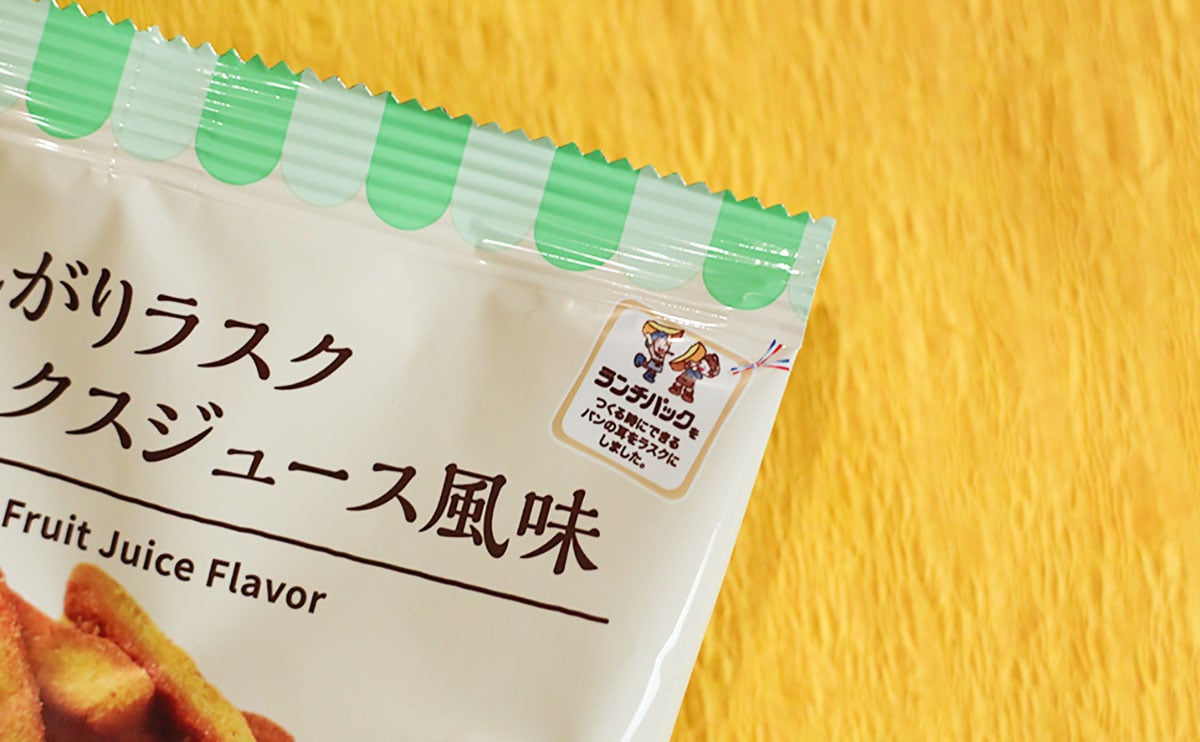 がりラスク
クスジュース風味
Fruit Juice Flavor
ランチパックを
つくる時にできる
パンの耳をラスクに
しました。